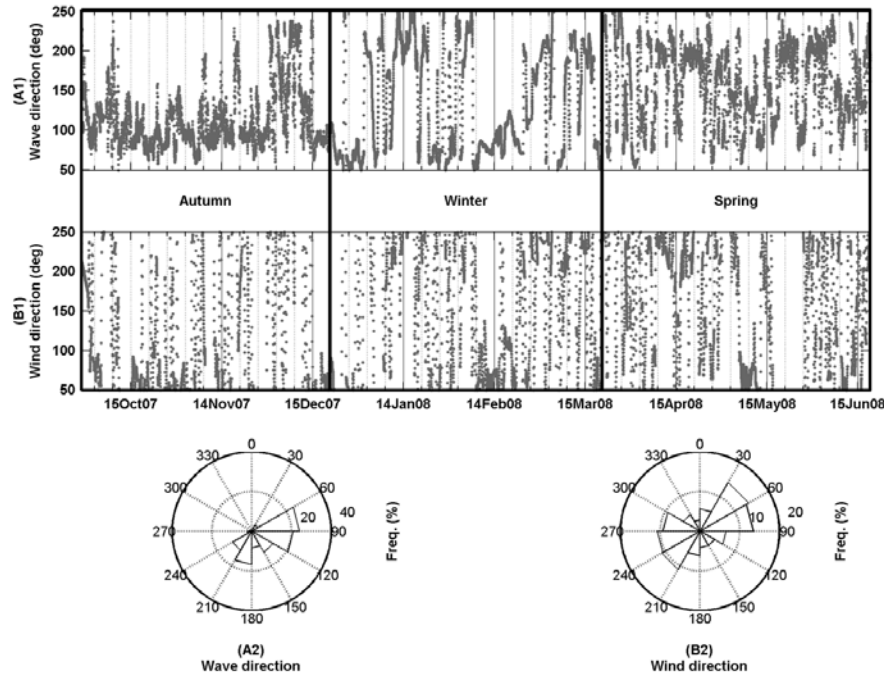 (A1)
Wave direction (deg)
250
200
150
100
50
Autumn
Winter
Spring
(B1)
Wind direction (deg)
250
200
150
100
50
15Oct07
14Nov07
15Dec07
14Jan08
14Feb08
15Mar08
15Apr08
15May08
15Jun08
0
30
60
90
120
150
180
210
240
270
300
330
20
40
Freq. (%)
(A2)
Wave direction
0
30
60
90
120
150
180
210
240
270
300
330
10
20
Freq. (%)
(B2)
Wind direction